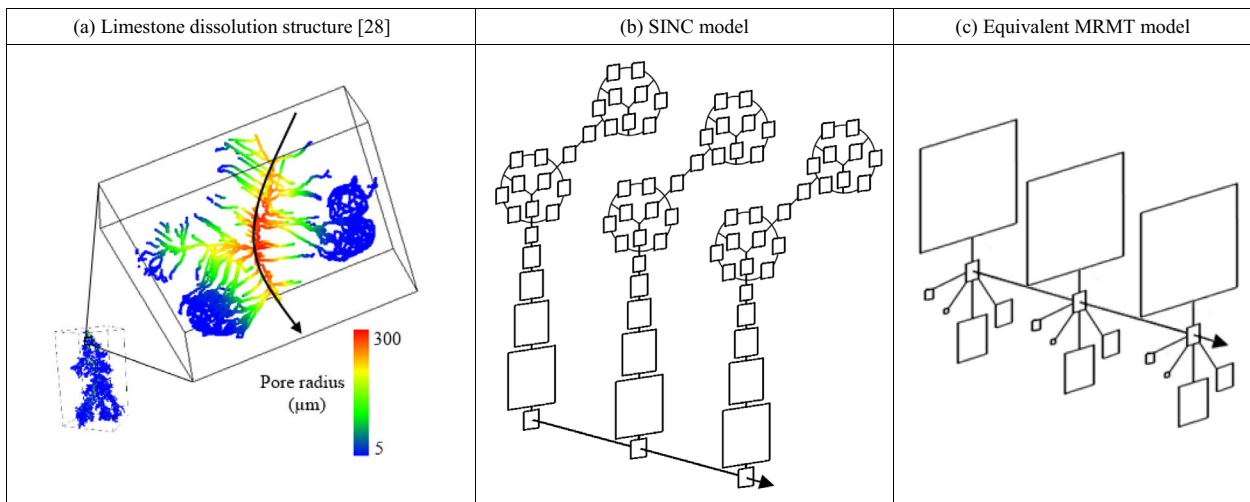 (a) Limestone dissolution structure [28]
(b) SINC model
(c) Equivalent MRMT model
300
Pore radius
(µm)
5